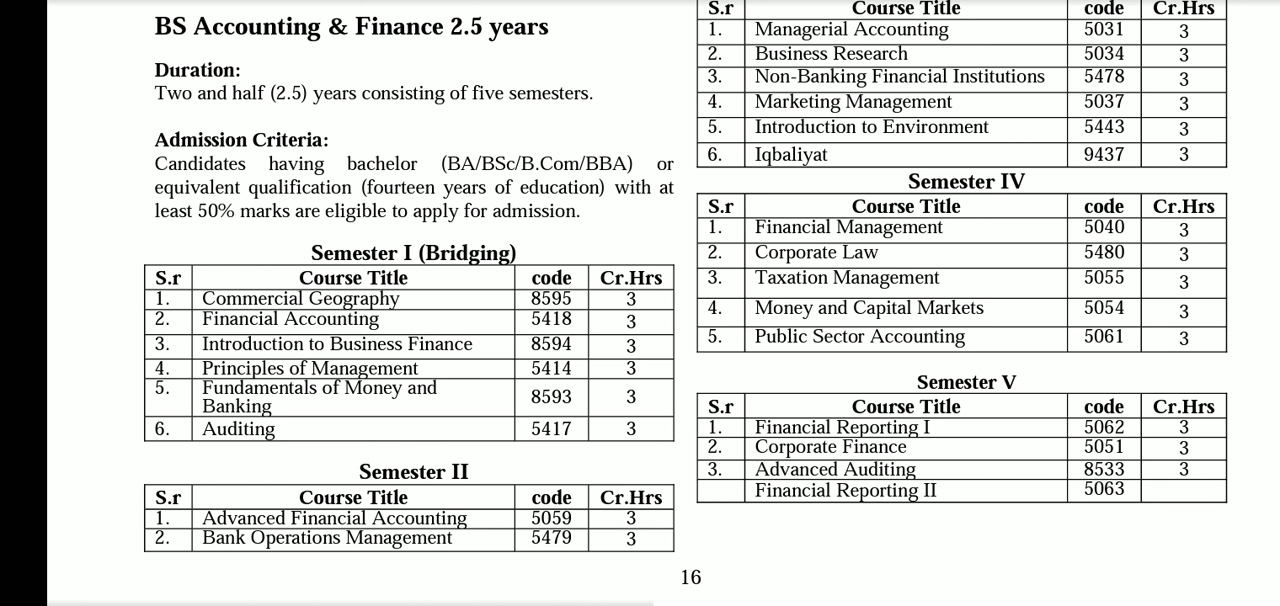 BS Accounting & Finance 2.5 years
Duration:
Two and half (2.5) years consisting of five semesters.
Admission Criteria:
Candidates having bachelor (BA/BSc/B.Com/BBA) or
equivalent qualification (fourteen years of education) with at
least 50% marks are eligible to apply for admission.
Semester I (Bridging)
S.r Course Title code Cr.Hrs
1. Commercial Geography 8595 3
2. Financial Accounting 5418 3
3. Introduction to Business Finance 8594 3
4. Principles of Management 5414 3
5. Fundamentals of Money and
Banking 8593 3
6. Auditing 5417 3
Semester II
S.r Course Title code Cr.Hrs
1. Advanced Financial Accounting 5059 3
2. Bank Operations Management 5479 3
S.r Course Title code Cr.Hrs
1. Managerial Accounting 5031 3
2. Business Research 5034 3
3. Non-Banking Financial Institutions 5478 3
4. Marketing Management 5037 3
5. Introduction to Environment 5443 3
6. Iqbaliyat 9437 3
Semester IV
S.r Course Title code Cr.Hrs
1. Financial Management 5040 3
2. Corporate Law 5480 3
3. Taxation Management 5055 3
4. Money and Capital Markets 5054 3
5. Public Sector Accounting 5061 3
Semester V
S.r Course Title code Cr.Hrs
1. Financial Reporting I 5062 3
2. Corporate Finance 5051 3
3. Advanced Auditing 8533 3
Financial Reporting II 5063
16